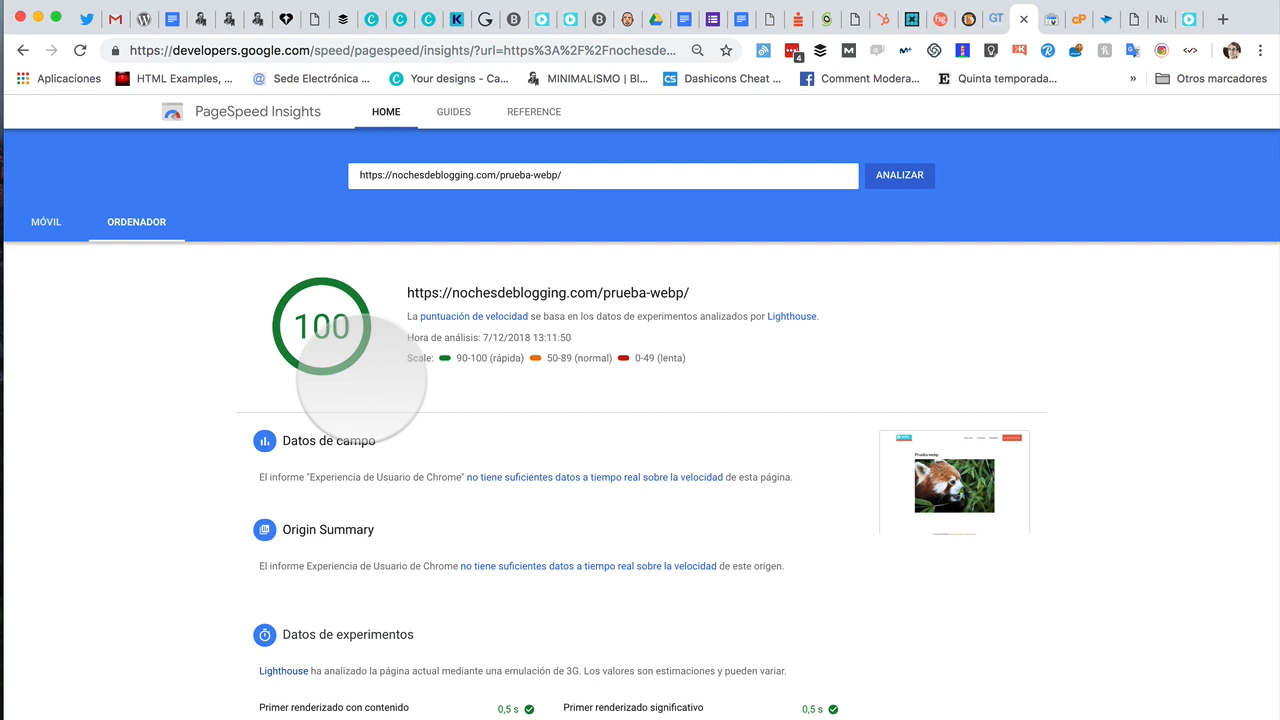 Nu
https://developers.google.com/speed/pagespeed/insights/?url=https%3A%2F%2Fnochesde...
4
Aplicaciones
HTML Examples, ...
Sede Electrónica ...
Your designs - Ca...
MINIMALISMO | Bl...
Dashicons Cheat ...
Comment Modera...
Quinta temporada...
»
Otros marcadores
PageSpeed Insights
HOME
GUIDES
REFERENCE
https://nochesdeblogging.com/prueba-webp/
ANALIZAR
MÓVIL
ORDENADOR
100
https://nochesdeblogging.com/prueba-webp/
La puntuación de velocidad se basa en los datos de experimentos analizados por Lighthouse.
Hora de análisis: 7/12/2018 13:11:50
Scale: 90-100 (rápida) 50-89 (normal) 0-49 (lenta)
Datos de campo
El informe "Experiencia de Usuario de Chrome" no tiene suficientes datos a tiempo real sobre la velocidad de esta página.
Prueba webp
Origin Summary
El informe Experiencia de Usuario de Chrome no tiene suficientes datos a tiempo real sobre la velocidad de este origen.
Datos de experimentos
Lighthouse ha analizado la página actual mediante una emulación de 3G. Los valores son estimaciones y pueden variar.
Primer renderizado con contenido 0,5 s
Primer renderizado significativo 0,5 s